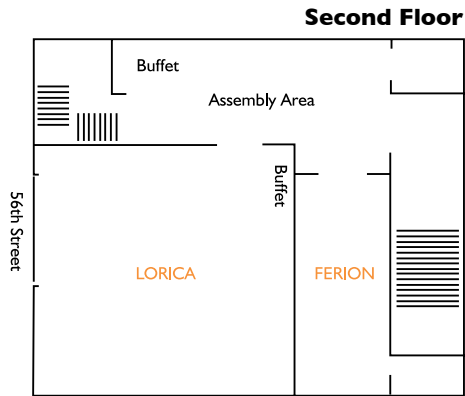 Second Floor
Buffet
Assembly Area
Buffet
56th Street
LORICA
FERION